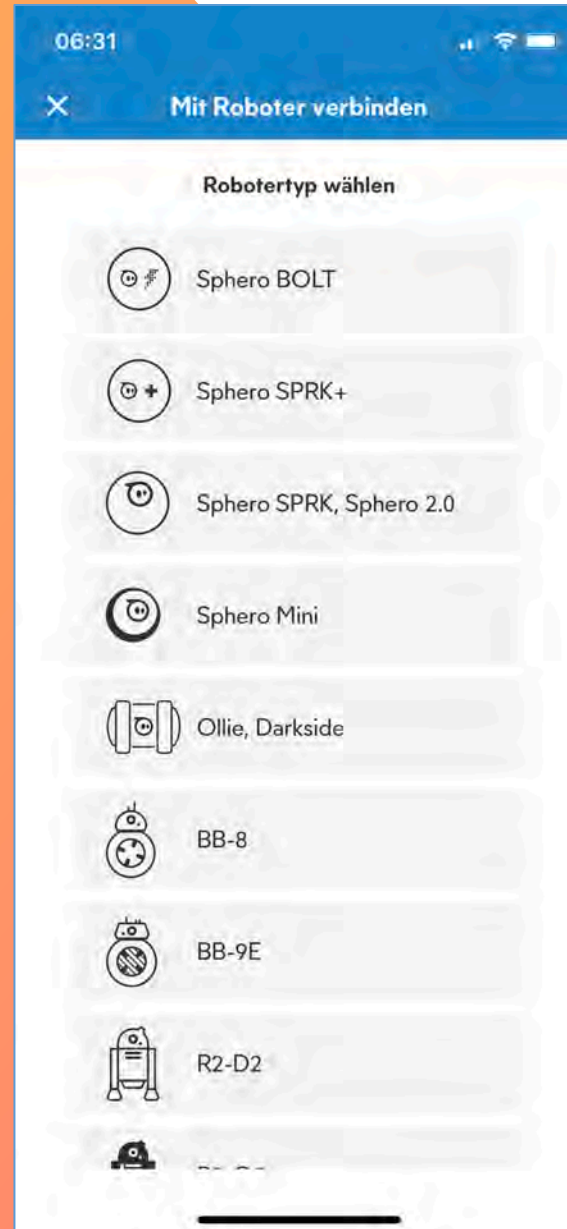 06:31
Mit Roboter verbinden
Robotertyp wählen
Sphero BOLT
Sphero SPRK+
Sphero SPRK, Sphero 2.0
Sphero Mini
Ollie, Darkside
BB-8
BB-9E
R2-D2